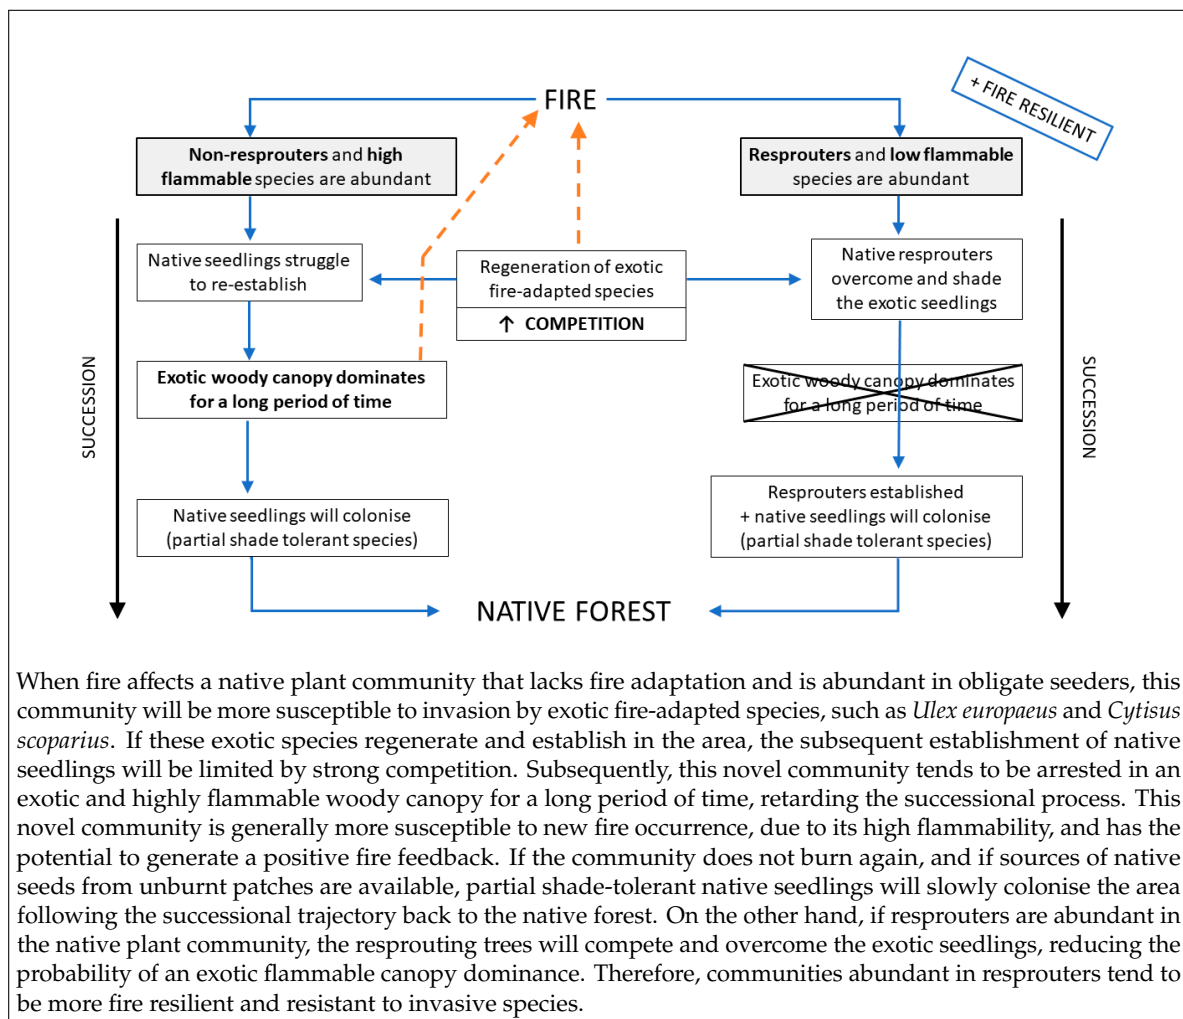 FIRE
+ FIRE RESILIENT
Non-resprouters and high
flammable species are abundant
Resprouters and low flammable
species are abundant
Native seedlings struggle
to re-establish
Regeneration of exotic
fire-adapted species
↑ COMPETITION
Native resprouters
overcome and shade
the exotic seedlings
SUCCESSION
Exotic woody canopy dominates
for a long period of time
Exotic woody canopy dominates
for a long period of time
SUCCESSION
Native seedlings will colonise
(partial shade tolerant species)
Resprouters established
+ native seedlings will colonise
(partial shade tolerant species)
NATIVE FOREST
When fire affects a native plant community that lacks fire adaptation and is abundant in obligate seeders, this
community will be more susceptible to invasion by exotic fire-adapted species, such as Ulex europaeus and Cytisus
scoparius. If these exotic species regenerate and establish in the area, the subsequent establishment of native
seedlings will be limited by strong competition. Subsequently, this novel community tends to be arrested in an
exotic and highly flammable woody canopy for a long period of time, retarding the successional process. This
novel community is generally more susceptible to new fire occurrence, due to its high flammability, and has the
potential to generate a positive fire feedback. If the community does not burn again, and if sources of native
seeds from unburnt patches are available, partial shade-tolerant native seedlings will slowly colonise the area
following the successional trajectory back to the native forest. On the other hand, if resprouters are abundant in
the native plant community, the resprouting trees will compete and overcome the exotic seedlings, reducing the
probability of an exotic flammable canopy dominance. Therefore, communities abundant in resprouters tend to
be more fire resilient and resistant to invasive species.